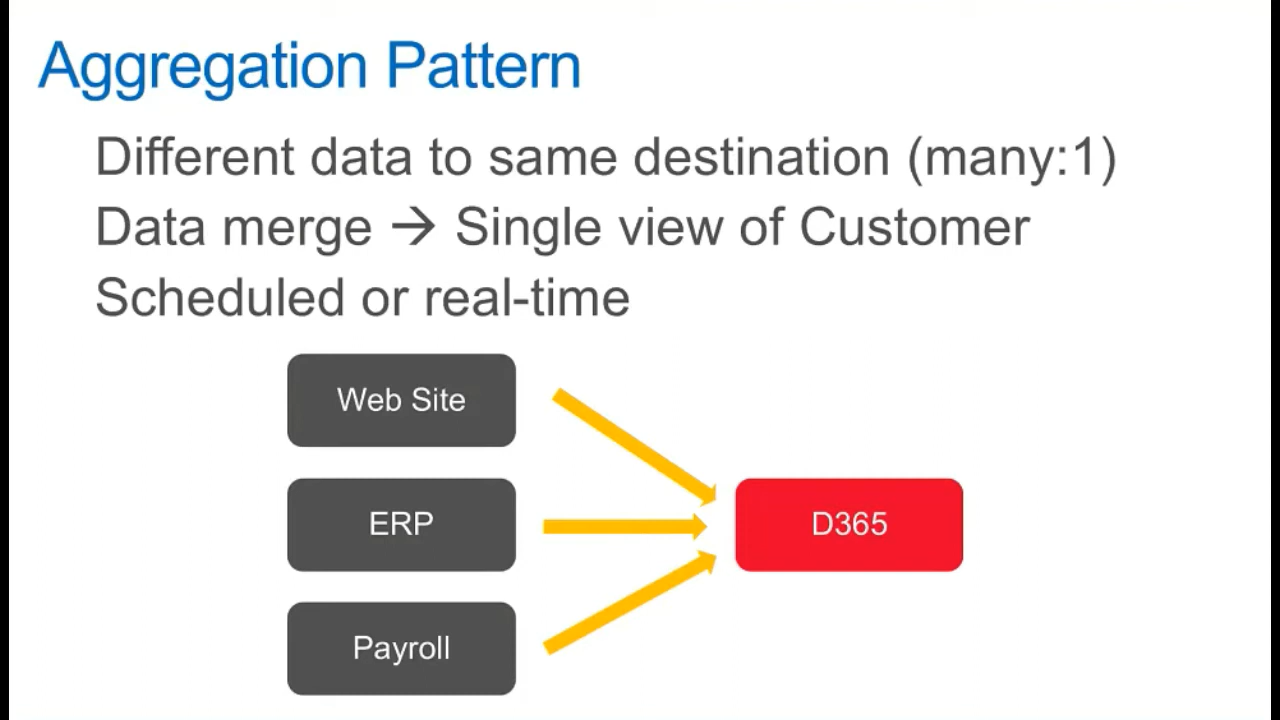 Aggregation Pattern
Different data to same destination (many:1)
Data merge → Single view of Customer
Scheduled or real-time
Web Site
ERP
D365
Payroll